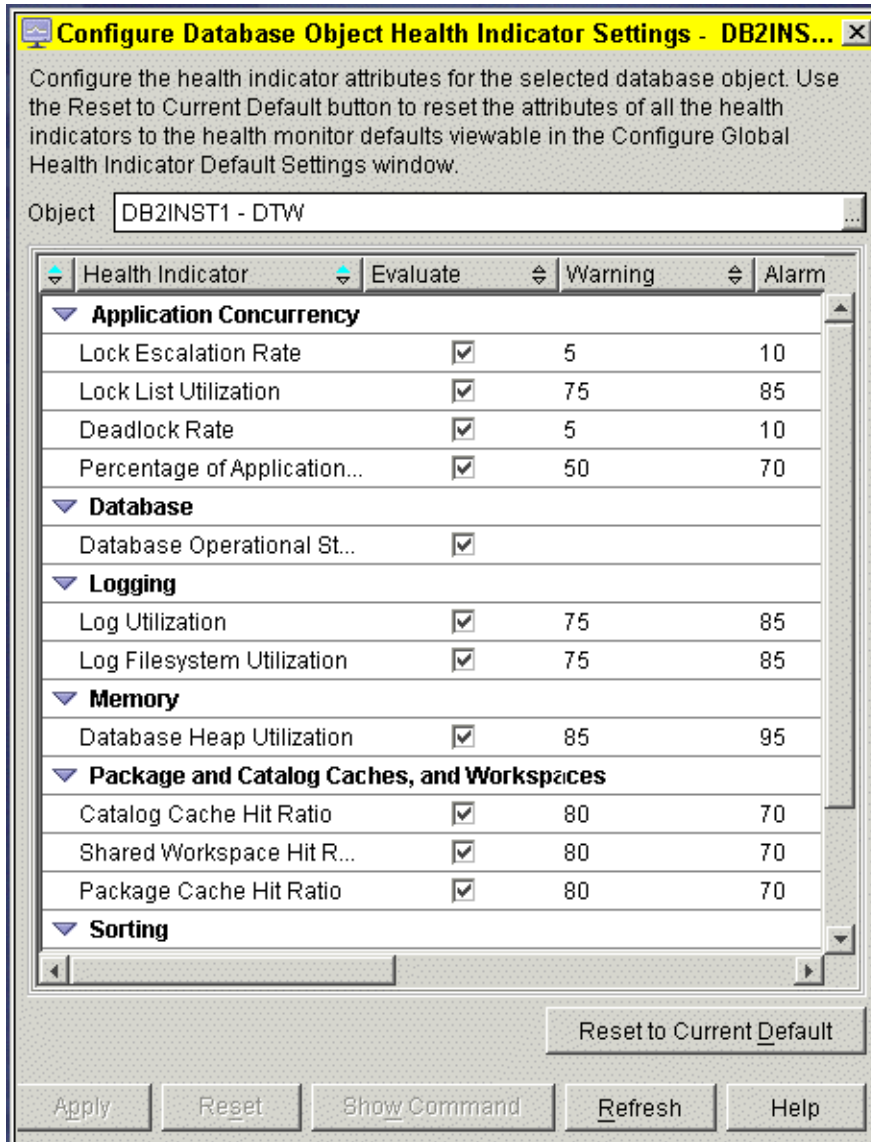 Configure Database Object Health Indicator Settings - DB2INS...
Configure the health indicator attributes for the selected database object. Use
the Reset to Current Default button to reset the attributes of all the health
indicators to the health monitor defaults viewable in the Configure Global
Health Indicator Default Settings window.
Object DB2INST1 - DTW ...
Health Indicator Evaluate Warning Alarm
Application Concurrency
Lock Escalation Rate 5 10
Lock List Utilization 75 85
Deadlock Rate 5 10
Percentage of Application... 50 70
Database
Database Operational St...
Logging
Log Utilization 75 85
Log Filesystem Utilization 75 85
Memory
Database Heap Utilization 85 95
Package and Catalog Caches, and Workspaces
Catalog Cache Hit Ratio 80 70
Shared Workspace Hit R... 80 70
Package Cache Hit Ratio 80 70
Sorting
Reset to Current Default
Apply Reset Show Command Refresh Help